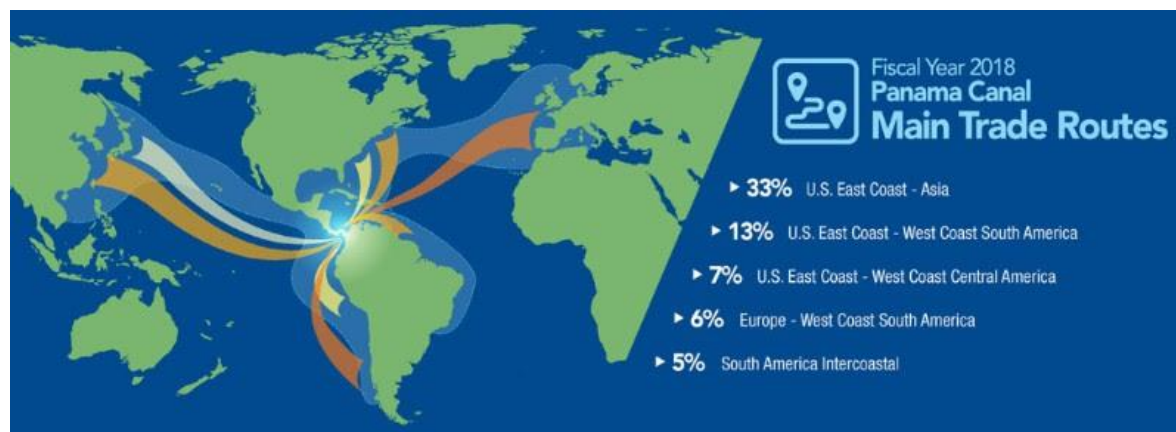 Fiscal Year 2018
Panama Canal
Main Trade Routes
▸ 33% U.S. East Coast - Asia
▸ 13% U.S. East Coast - West Coast South America
▸ 7% U.S. East Coast - West Coast Central America
▸ 6% Europe - West Coast South America
▸ 5% South America Intercoastal